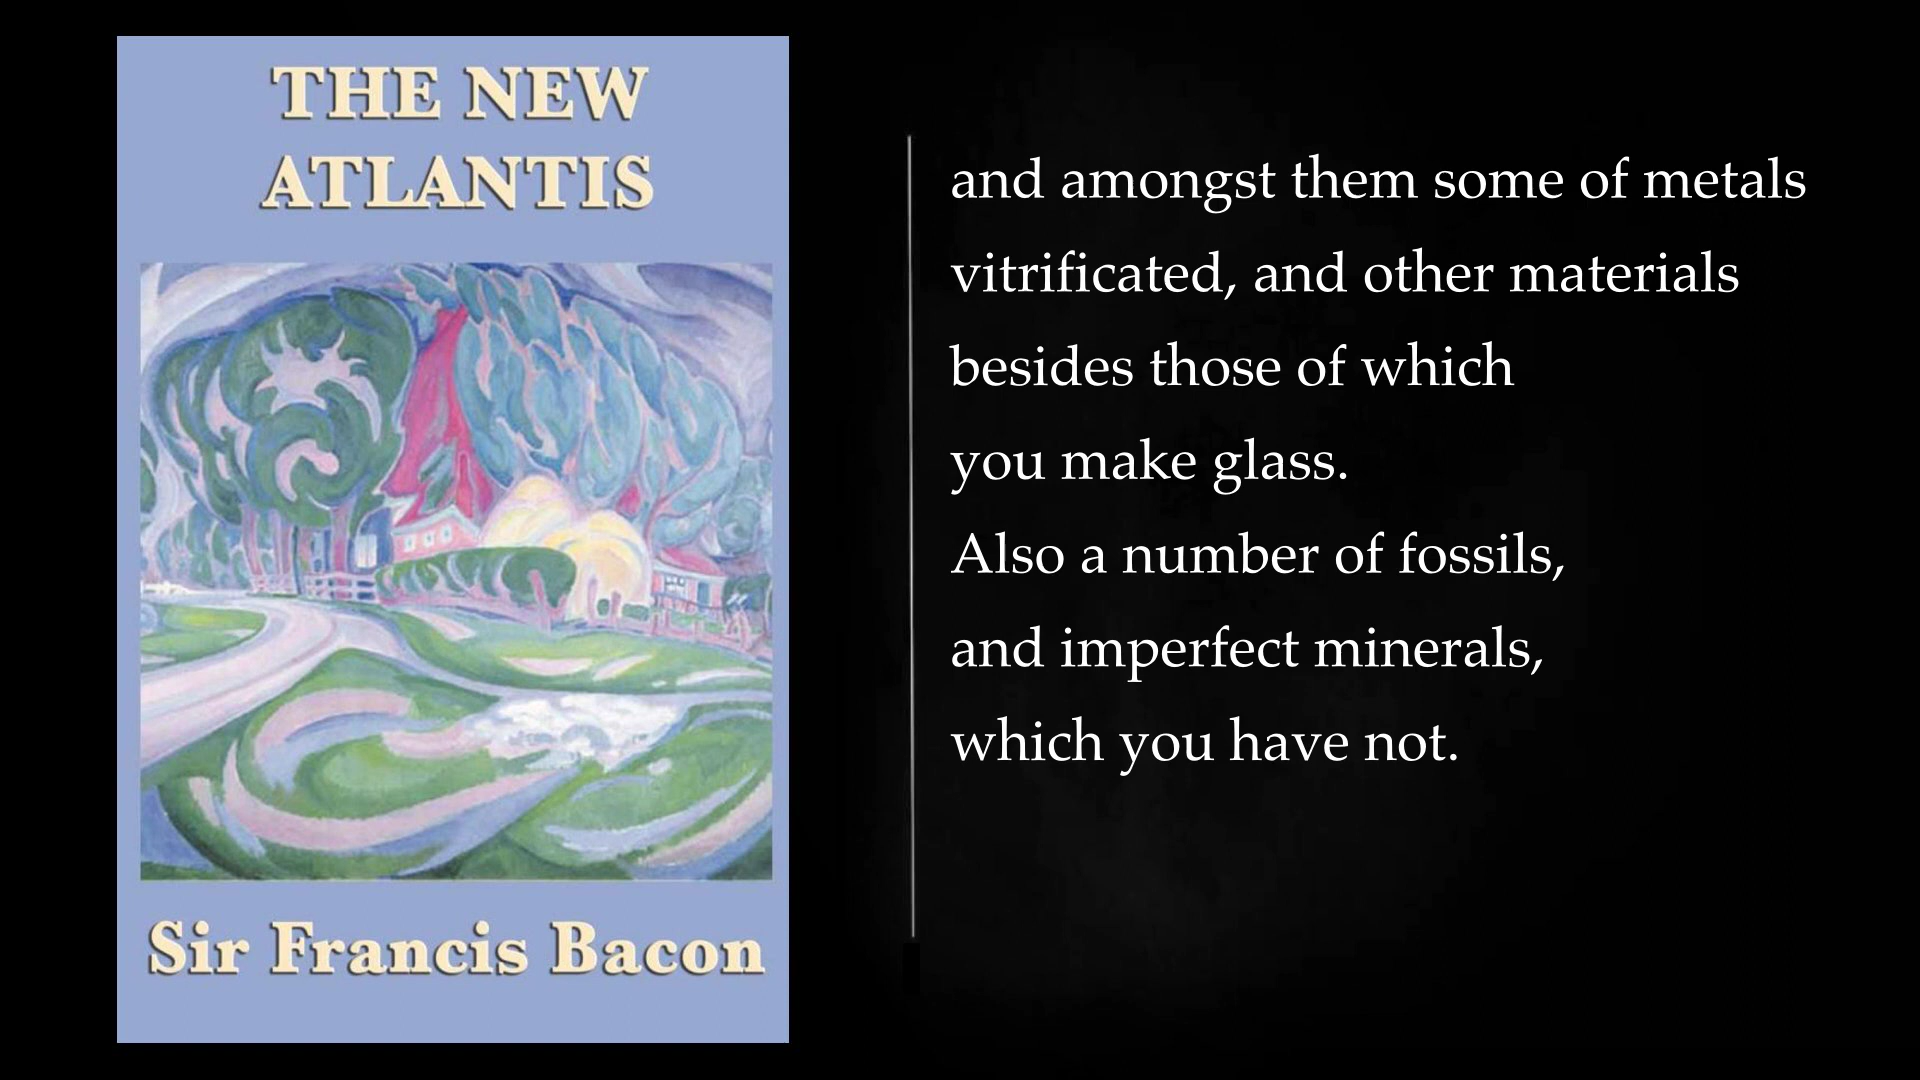 THE NEW
ATLANTIS
Sir Francis Bacon
and amongst them some of metals
vitrificated, and other materials
besides those of which
you make glass.
Also a number of fossils,
and imperfect minerals,
which you have not.